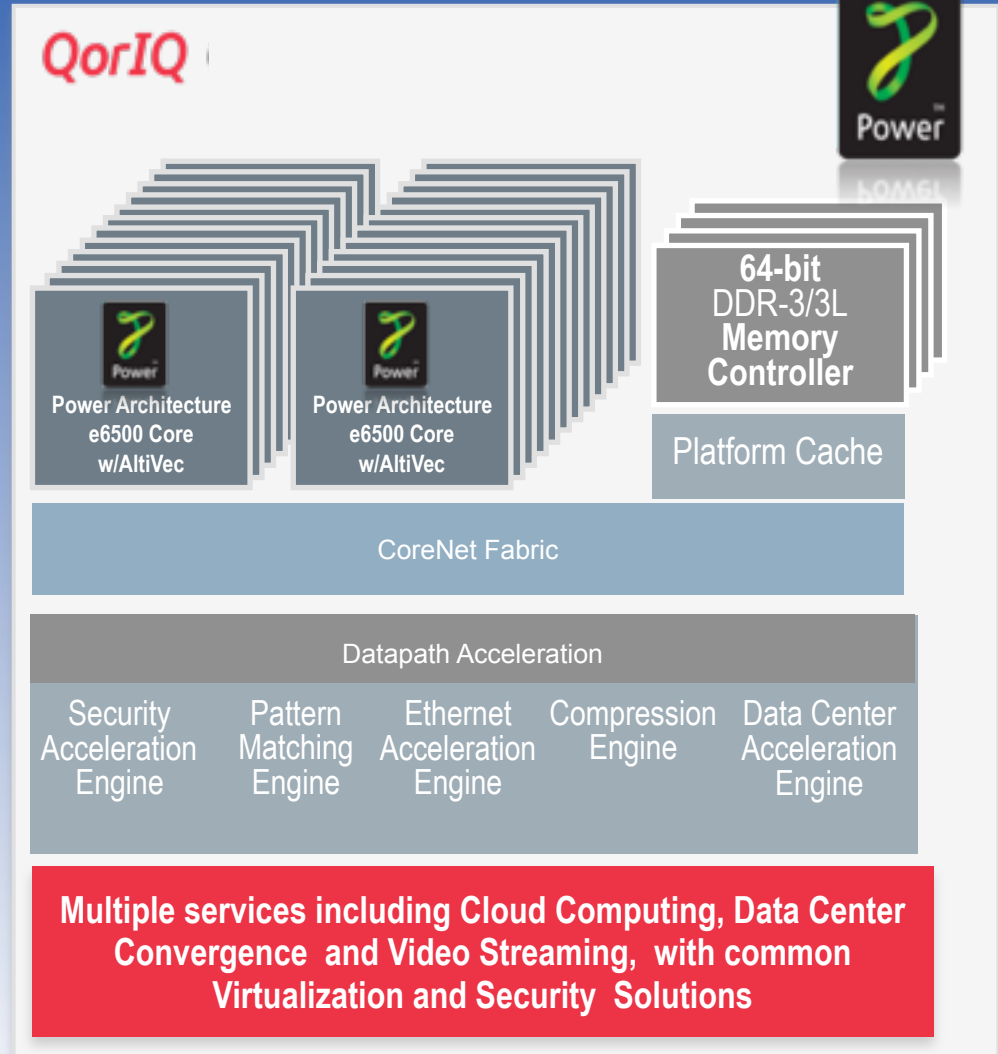 QorIQ
Power™
Power
64-bit
DDR-3/3L
Memory
Controller
Power
Power Architecture
e6500 Core
w/AltiVec
Power
Power Architecture
e6500 Core
w/AltiVec
Platform Cache
CoreNet Fabric
Datapath Acceleration
Security
Acceleration
Engine
Pattern
Matching
Engine
Ethernet
Acceleration
Engine
Compression
Engine
Data Center
Acceleration
Engine
Multiple services including Cloud Computing, Data Center
Convergence and Video Streaming, with common
Virtualization and Security Solutions